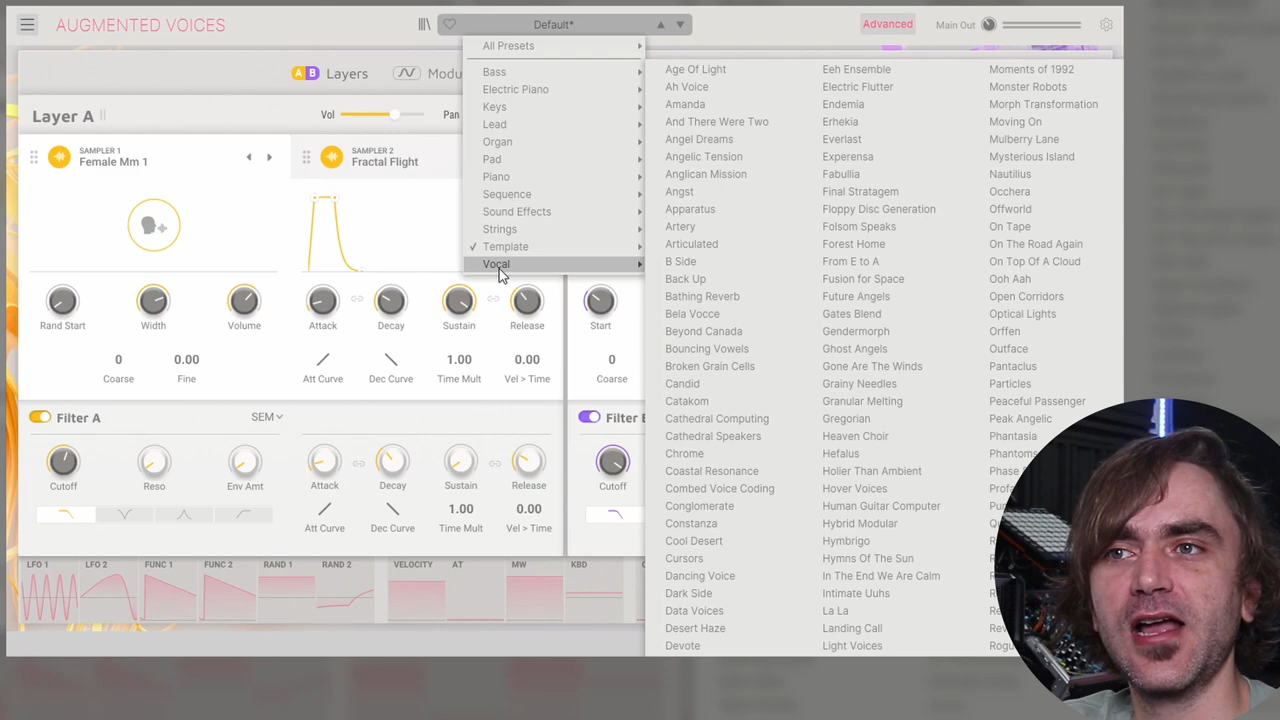 AUGMENTED VOICES
Default*
Advanced
Main Out
A B Layers
Modu
Layer A
Vol
Pan
SAMPLER 1
Female Mm 1
SAMPLER 2
Fractal Flight
Rand Start
Width
Volume
Attack
Decay
Sustain
Release
Start
0
0.00
1.00
0.00
0
Coarse
Fine
Att Curve
Dec Curve
Time Mult
Vel > Time
Coarse
Filter A
SEM
Filter B
Cutoff
Reso
Env Amt
Attack
Decay
Sustain
Release
Cutoff
1.00
0.00
Att Curve
Dec Curve
Time Mult
Vel > Time
LFO 1
LFO 2
FUNC 1
FUNC 2
RAND 1
RAND 2
VELOCITY
AT
MW
KBD
All Presets
Bass
Electric Piano
Keys
Lead
Organ
Pad
Piano
Sequence
Sound Effects
Strings
Template
Vocal
Age Of Light
Ah Voice
Amanda
And There Were Two
Angel Dreams
Angelic Tension
Anglican Mission
Angst
Apparatus
Artery
Articulated
B Side
Back Up
Bathing Reverb
Bela Vocce
Beyond Canada
Bouncing Vowels
Broken Grain Cells
Candid
Catakom
Cathedral Computing
Cathedral Speakers
Chrome
Coastal Resonance
Combed Voice Coding
Conglomerate
Constanza
Cool Desert
Cursors
Dancing Voice
Dark Side
Data Voices
Desert Haze
Devote
Eeh Ensemble
Electric Flutter
Endemia
Erhekia
Everlast
Experensa
Fabullia
Final Stratagem
Floppy Disc Generation
Folsom Speaks
Forest Home
From E to A
Fusion for Space
Future Angels
Gates Blend
Gendermorph
Ghost Angels
Gone Are The Winds
Grainy Needles
Granular Melting
Gregorian
Heaven Choir
Hefalus
Holier Than Ambient
Hover Voices
Human Guitar Computer
Hybrid Modular
Hymbrigo
Hymns Of The Sun
In The End We Are Calm
Intimate Uuhs
La La
Landing Call
Light Voices
Moments of 1992
Monster Robots
Morph Transformation
Moving On
Mulberry Lane
Mysterious Island
Nautilius
Occhera
Offworld
On Tape
On The Road Again
On Top Of A Cloud
Ooh Aah
Open Corridors
Optical Lights
Orffen
Outface
Pantaclus
Particles
Peaceful Passenger
Peak Angelic
Phantasia
Phantoms
Phase